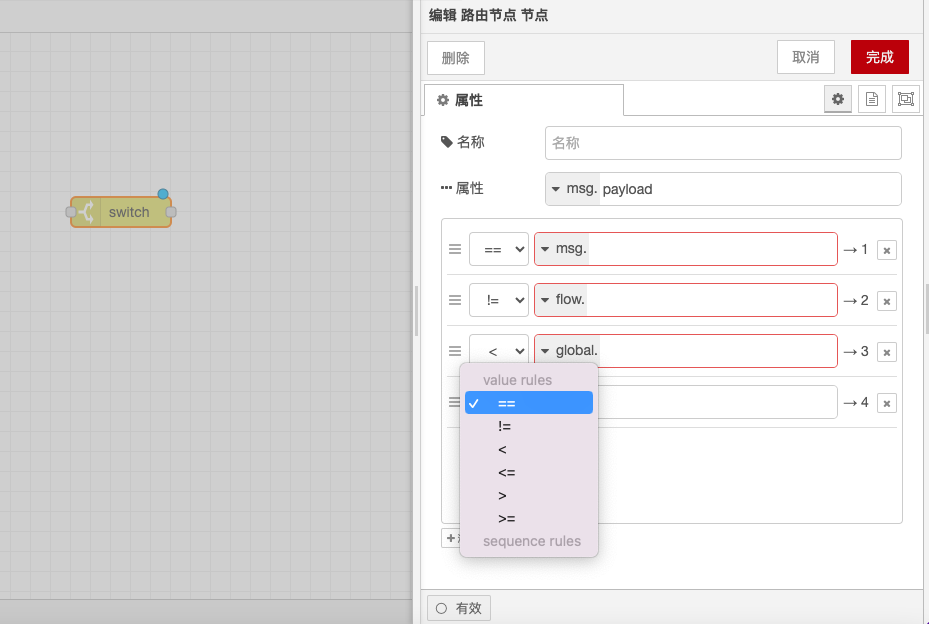 编辑 路由节点 节点
删除
取消
完成
属性
名称
名称
属性
msg. payload
switch
==
msg.
→ 1
!=
flow.
→ 2
<
global.
→ 3
→ 4
value rules
==
!=
<
<=
>
>=
sequence rules
有效